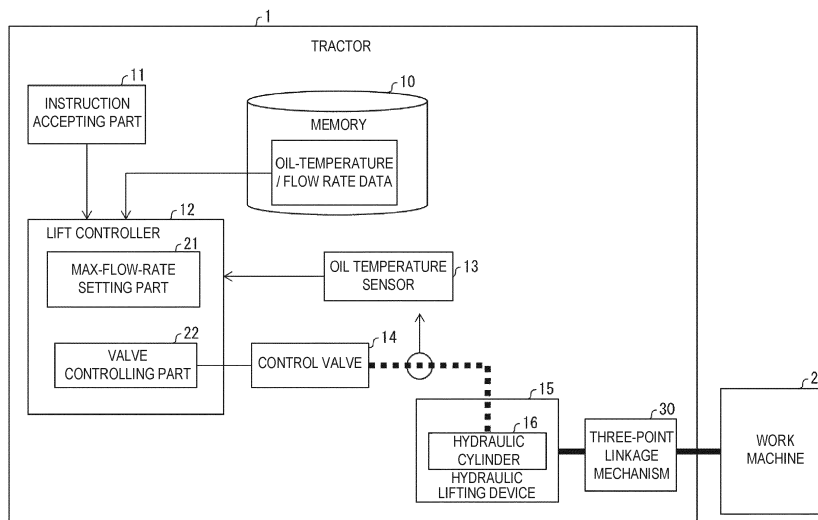 1
TRACTOR
11
INSTRUCTION
ACCEPTING PART
10
MEMORY
OIL-TEMPERATURE
/ FLOW RATE DATA
12
LIFT CONTROLLER
21
MAX-FLOW-RATE
SETTING PART
OIL TEMPERATURE
SENSOR
13
22
VALVE
CONTROLLING PART
14
CONTROL VALVE
15
16
HYDRAULIC
CYLINDER
HYDRAULIC
LIFTING DEVICE
30
THREE-POINT
LINKAGE
MECHANISM
2
WORK
MACHINE